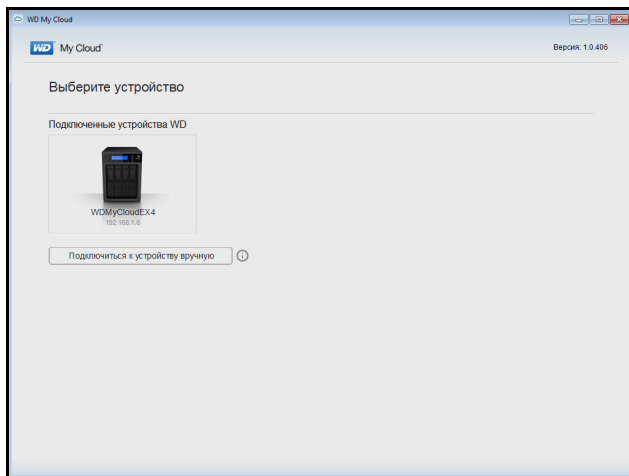 WD My Cloud
WD My Cloud
Версия: 1.0.406
Выберите устройство
Подключенные устройства WD
WDMyCloudEX4
192.168.1.6
Подключиться к устройству вручную